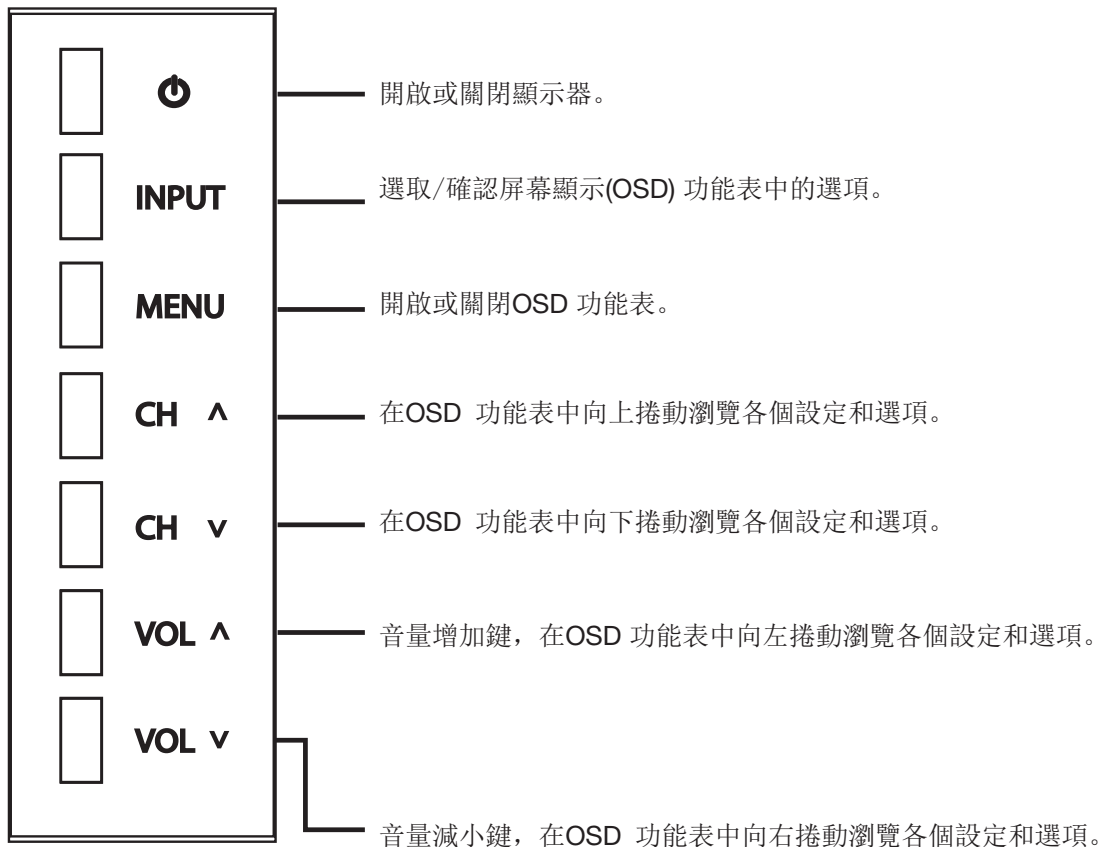 開啟或關閉顯示器。
INPUT 選取/確認屏幕顯示(OSD) 功能表中的選項。
MENU 開啟或關閉OSD 功能表。
CH ∧ 在OSD 功能表中向上捲動瀏覽各個設定和選項。
CH ∨ 在OSD 功能表中向下捲動瀏覽各個設定和選項。
VOL ∧ 音量增加鍵，在OSD 功能表中向左捲動瀏覽各個設定和選項。
VOL ∨ 音量減小鍵，在OSD 功能表中向右捲動瀏覽各個設定和選項。